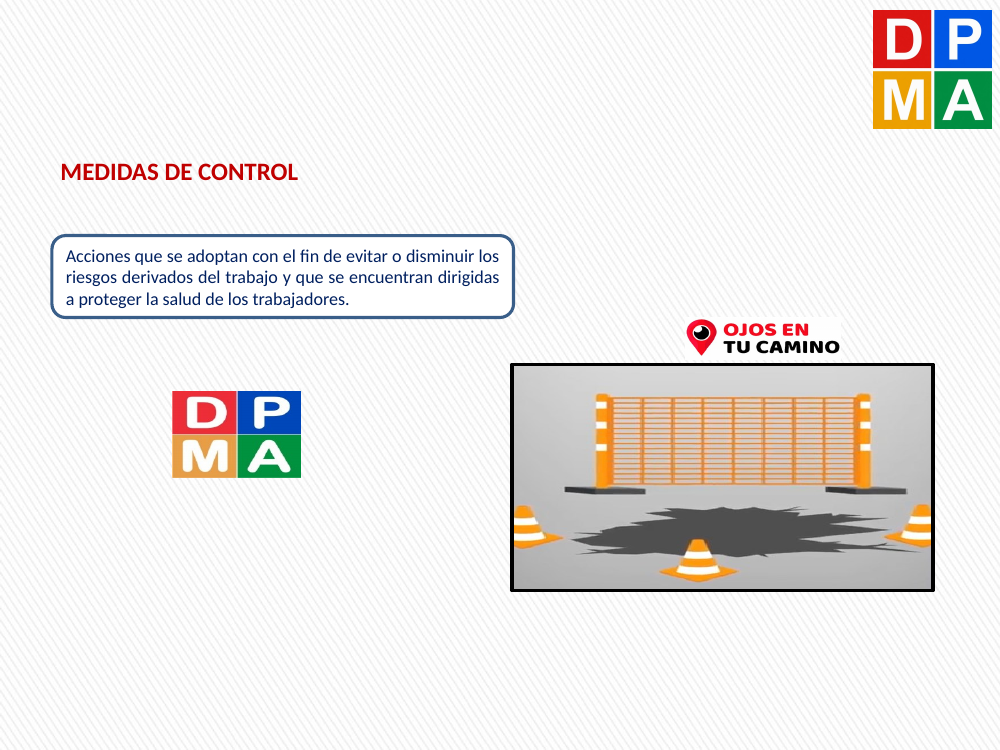 D P
M A
MEDIDAS DE CONTROL
Acciones que se adoptan con el fin de evitar o disminuir los
riesgos derivados del trabajo y que se encuentran dirigidas
a proteger la salud de los trabajadores.
OJOS EN
TU CAMINO
D P
M A